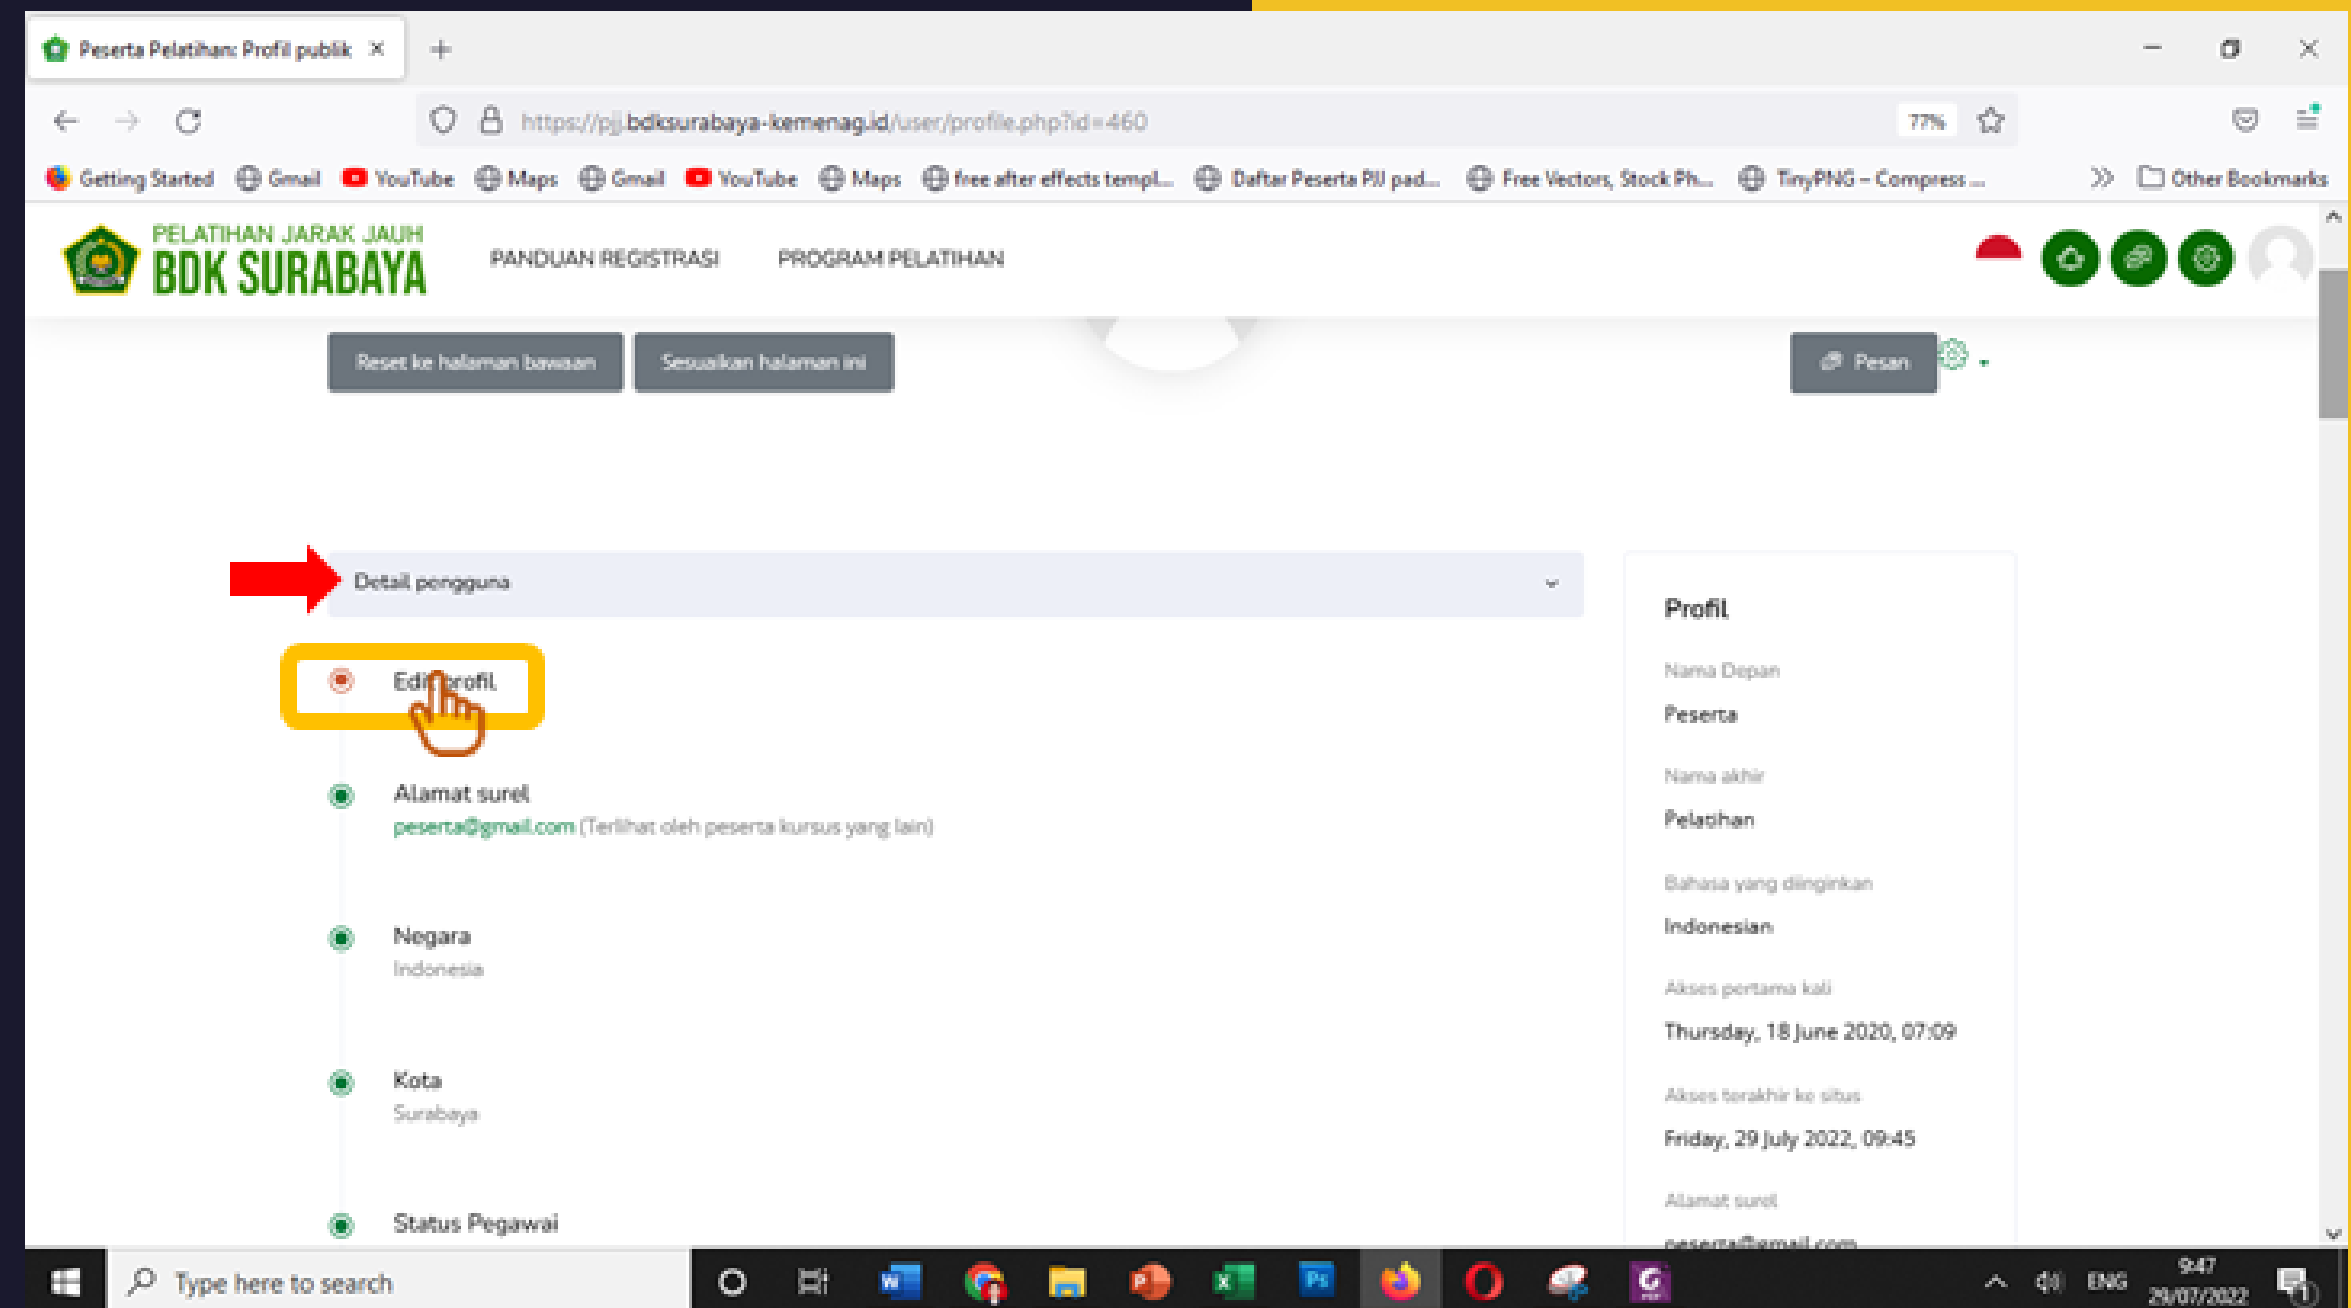 Peserta Pelatihan: Profil publik
https://pjj.bdksurabaya-kemenag.id/user/profile.php?id=460
77%
Getting Started Gmail YouTube Maps Gmail YouTube Maps free after effects templ... Daftar Peserta PJJ pad... Free Vectors, Stock Ph... TinyPNG – Compress ... Other Bookmarks
PELATIHAN JARAK JAUH
BDK SURABAYA
PANDUAN REGISTRASI PROGRAM PELATIHAN
Reset ke halaman bawaan Sesuaikan halaman ini Pesan
Detail pengguna
Edit profil
Alamat surel
peserta@gmail.com (Terlihat oleh peserta kursus yang lain)
Negara
Indonesia
Kota
Surabaya
Status Pegawai
Profil
Nama Depan
Peserta
Nama akhir
Pelatihan
Bahasa yang diinginkan
Indonesian
Akses pertama kali
Thursday, 18 June 2020, 07:09
Akses terakhir ke situs
Friday, 29 July 2022, 09:45
Alamat surel
peserta@gmail.com
Type here to search
ENG
9:47
29/07/2022